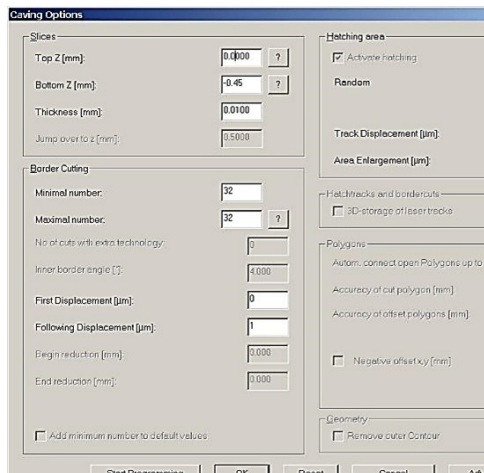 Caving Options
Slices
Top Z [mm]: 0.0000 ?
Bottom Z [mm]: -0.45 ?
Thickness [mm]: 0.0100
Jump over to z [mm]: 0.5000
Border Cutting
Minimal number: 32
Maximal number: 32 ?
No of cuts with extra technology: 0
Inner border angle [°]: 4.000
First Displacement [µm]: 0
Following Displacement [µm]: 1
Begin reduction [mm]: 0.000
End reduction [mm]: 0.000
Add minimum number to default values
Hatching area
Activate hatching
Random
Track Displacement [µm]:
Area Enlargement [µm]:
Hatchtracks and bordercuts
3D-storage of laser tracks
Polygons
Autom. connect open Polygons up to
Accuracy of cut polygon [mm]
Accuracy of offset polygons [mm]:
Negative offset x,y [mm]
Geometry
Remove outer Contour
Start Programming OK Reset Cancel